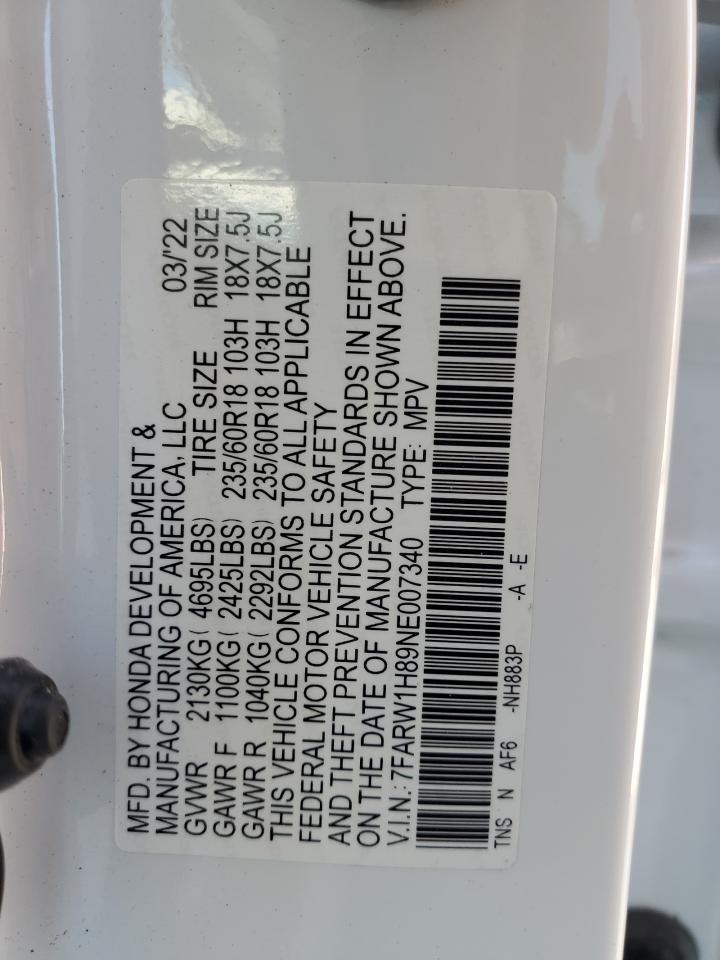 MFD. BY HONDA DEVELOPMENT &
MANUFACTURING OF AMERICA, LLC 03/'22
GVWR 2130KG( 4695LBS) TIRE SIZE RIM SIZE
GAWR F 1100KG( 2425LBS) 235/60R18 103H 18X7.5J
GAWR R 1040KG( 2292LBS) 235/60R18 103H 18X7.5J
THIS VEHICLE CONFORMS TO ALL APPLICABLE
FEDERAL MOTOR VEHICLE SAFETY
AND THEFT PREVENTION STANDARDS IN EFFECT
ON THE DATE OF MANUFACTURE SHOWN ABOVE.
V.I.N.: 7FARW1H89NE007340 TYPE: MPV
TNS N AF6 -NH883P -A -E